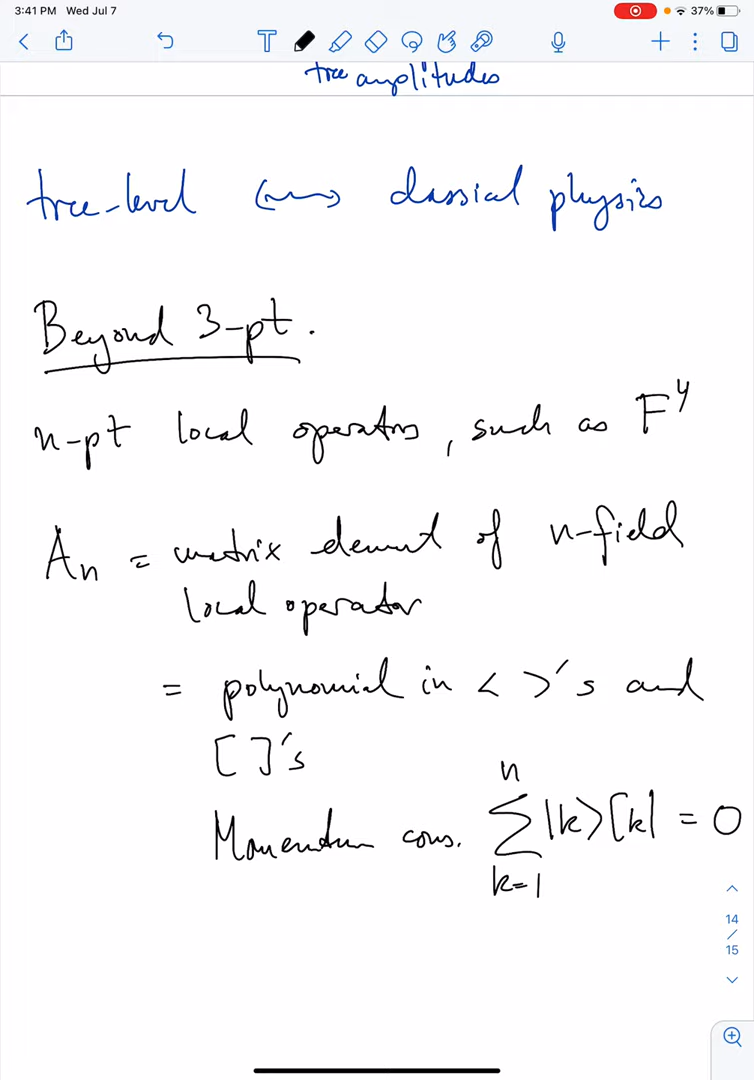 3:41 PM Wed Jul 7
37%
T
tree amplitudes
tree-level ⟷ classical physics
Beyond 3-pt.
n-pt local operators, such as F⁴
Aₙ = matrix element of n-field
local operator
= polynomial in < >'s and
[ ]'s
Momentum cons. ∑ₖ₌₁ⁿ |k>[k| = 0
14
/
15